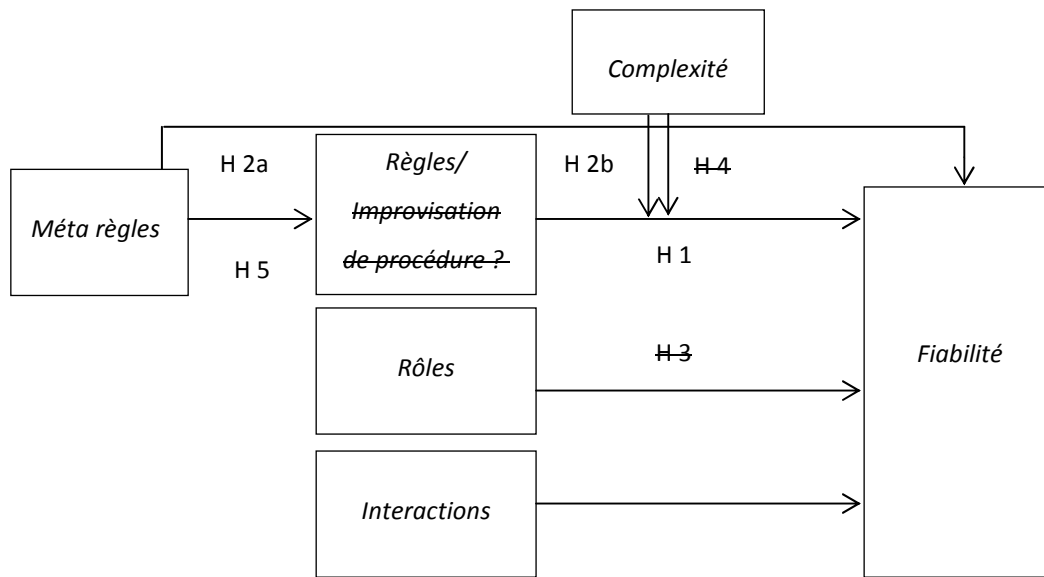 Complexité
H 2a
Règles/
H 2b
H 4
Improvisation
Méta règles
de procédure ?
H 1
H 5
H 3
Rôles
Fiabilité
Interactions